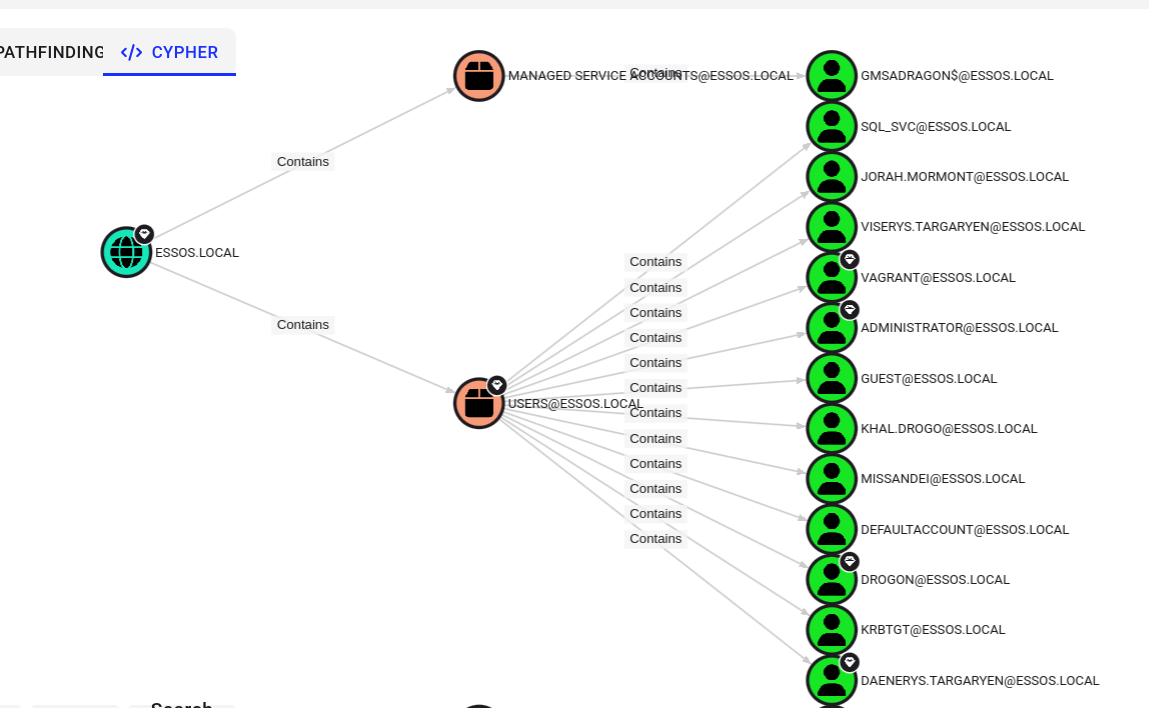 PATHFINDING
</> CYPHER
MANAGED SERVICE ACCOUNTS@ESSOS.LOCAL
Contains
GMSADRAGON$@ESSOS.LOCAL
SQL_SVC@ESSOS.LOCAL
Contains
JORAH.MORMONT@ESSOS.LOCAL
VISERYS.TARGARYEN@ESSOS.LOCAL
ESSOS.LOCAL
Contains
VAGRANT@ESSOS.LOCAL
Contains
Contains
Contains
ADMINISTRATOR@ESSOS.LOCAL
Contains
Contains
GUEST@ESSOS.LOCAL
Contains
USERS@ESSOS.LOCAL
Contains
KHAL.DROGO@ESSOS.LOCAL
Contains
Contains
MISSANDEI@ESSOS.LOCAL
Contains
Contains
DEFAULTACCOUNT@ESSOS.LOCAL
Contains
DROGON@ESSOS.LOCAL
KRBTGT@ESSOS.LOCAL
DAENERYS.TARGARYEN@ESSOS.LOCAL
Search